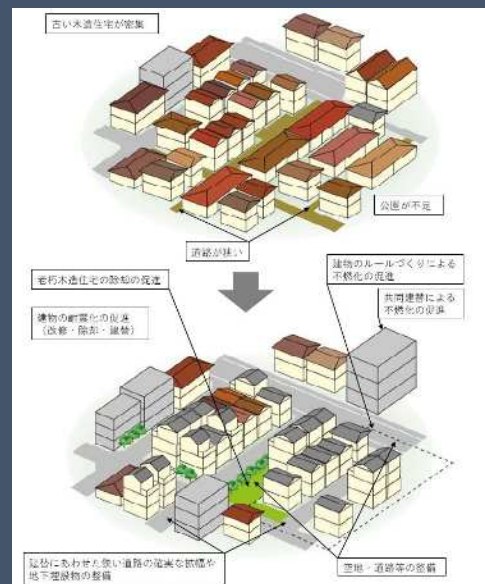 古い木造住宅が密集
公園が不足
道路が狭い
老朽木造住宅の除却の促進
建物のルールづくりによる
不燃化の促進
共同建替による
不燃化の促進
建物の耐震化の促進
（改修・除却・建替）
建替にあわせた狭い道路の確実な拡幅や
地下埋設物の整備
空地・道路等の整備